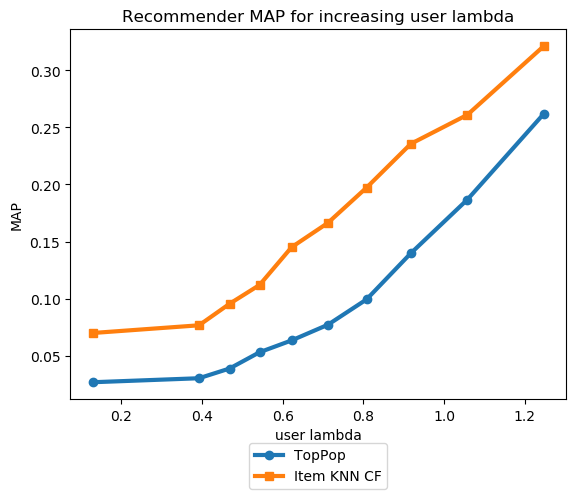 Recommender MAP for increasing user lambda
MAP
0.30
0.25
0.20
0.15
0.10
0.05
0.2 0.4 0.6 0.8 1.0 1.2
user lambda
TopPop
Item KNN CF